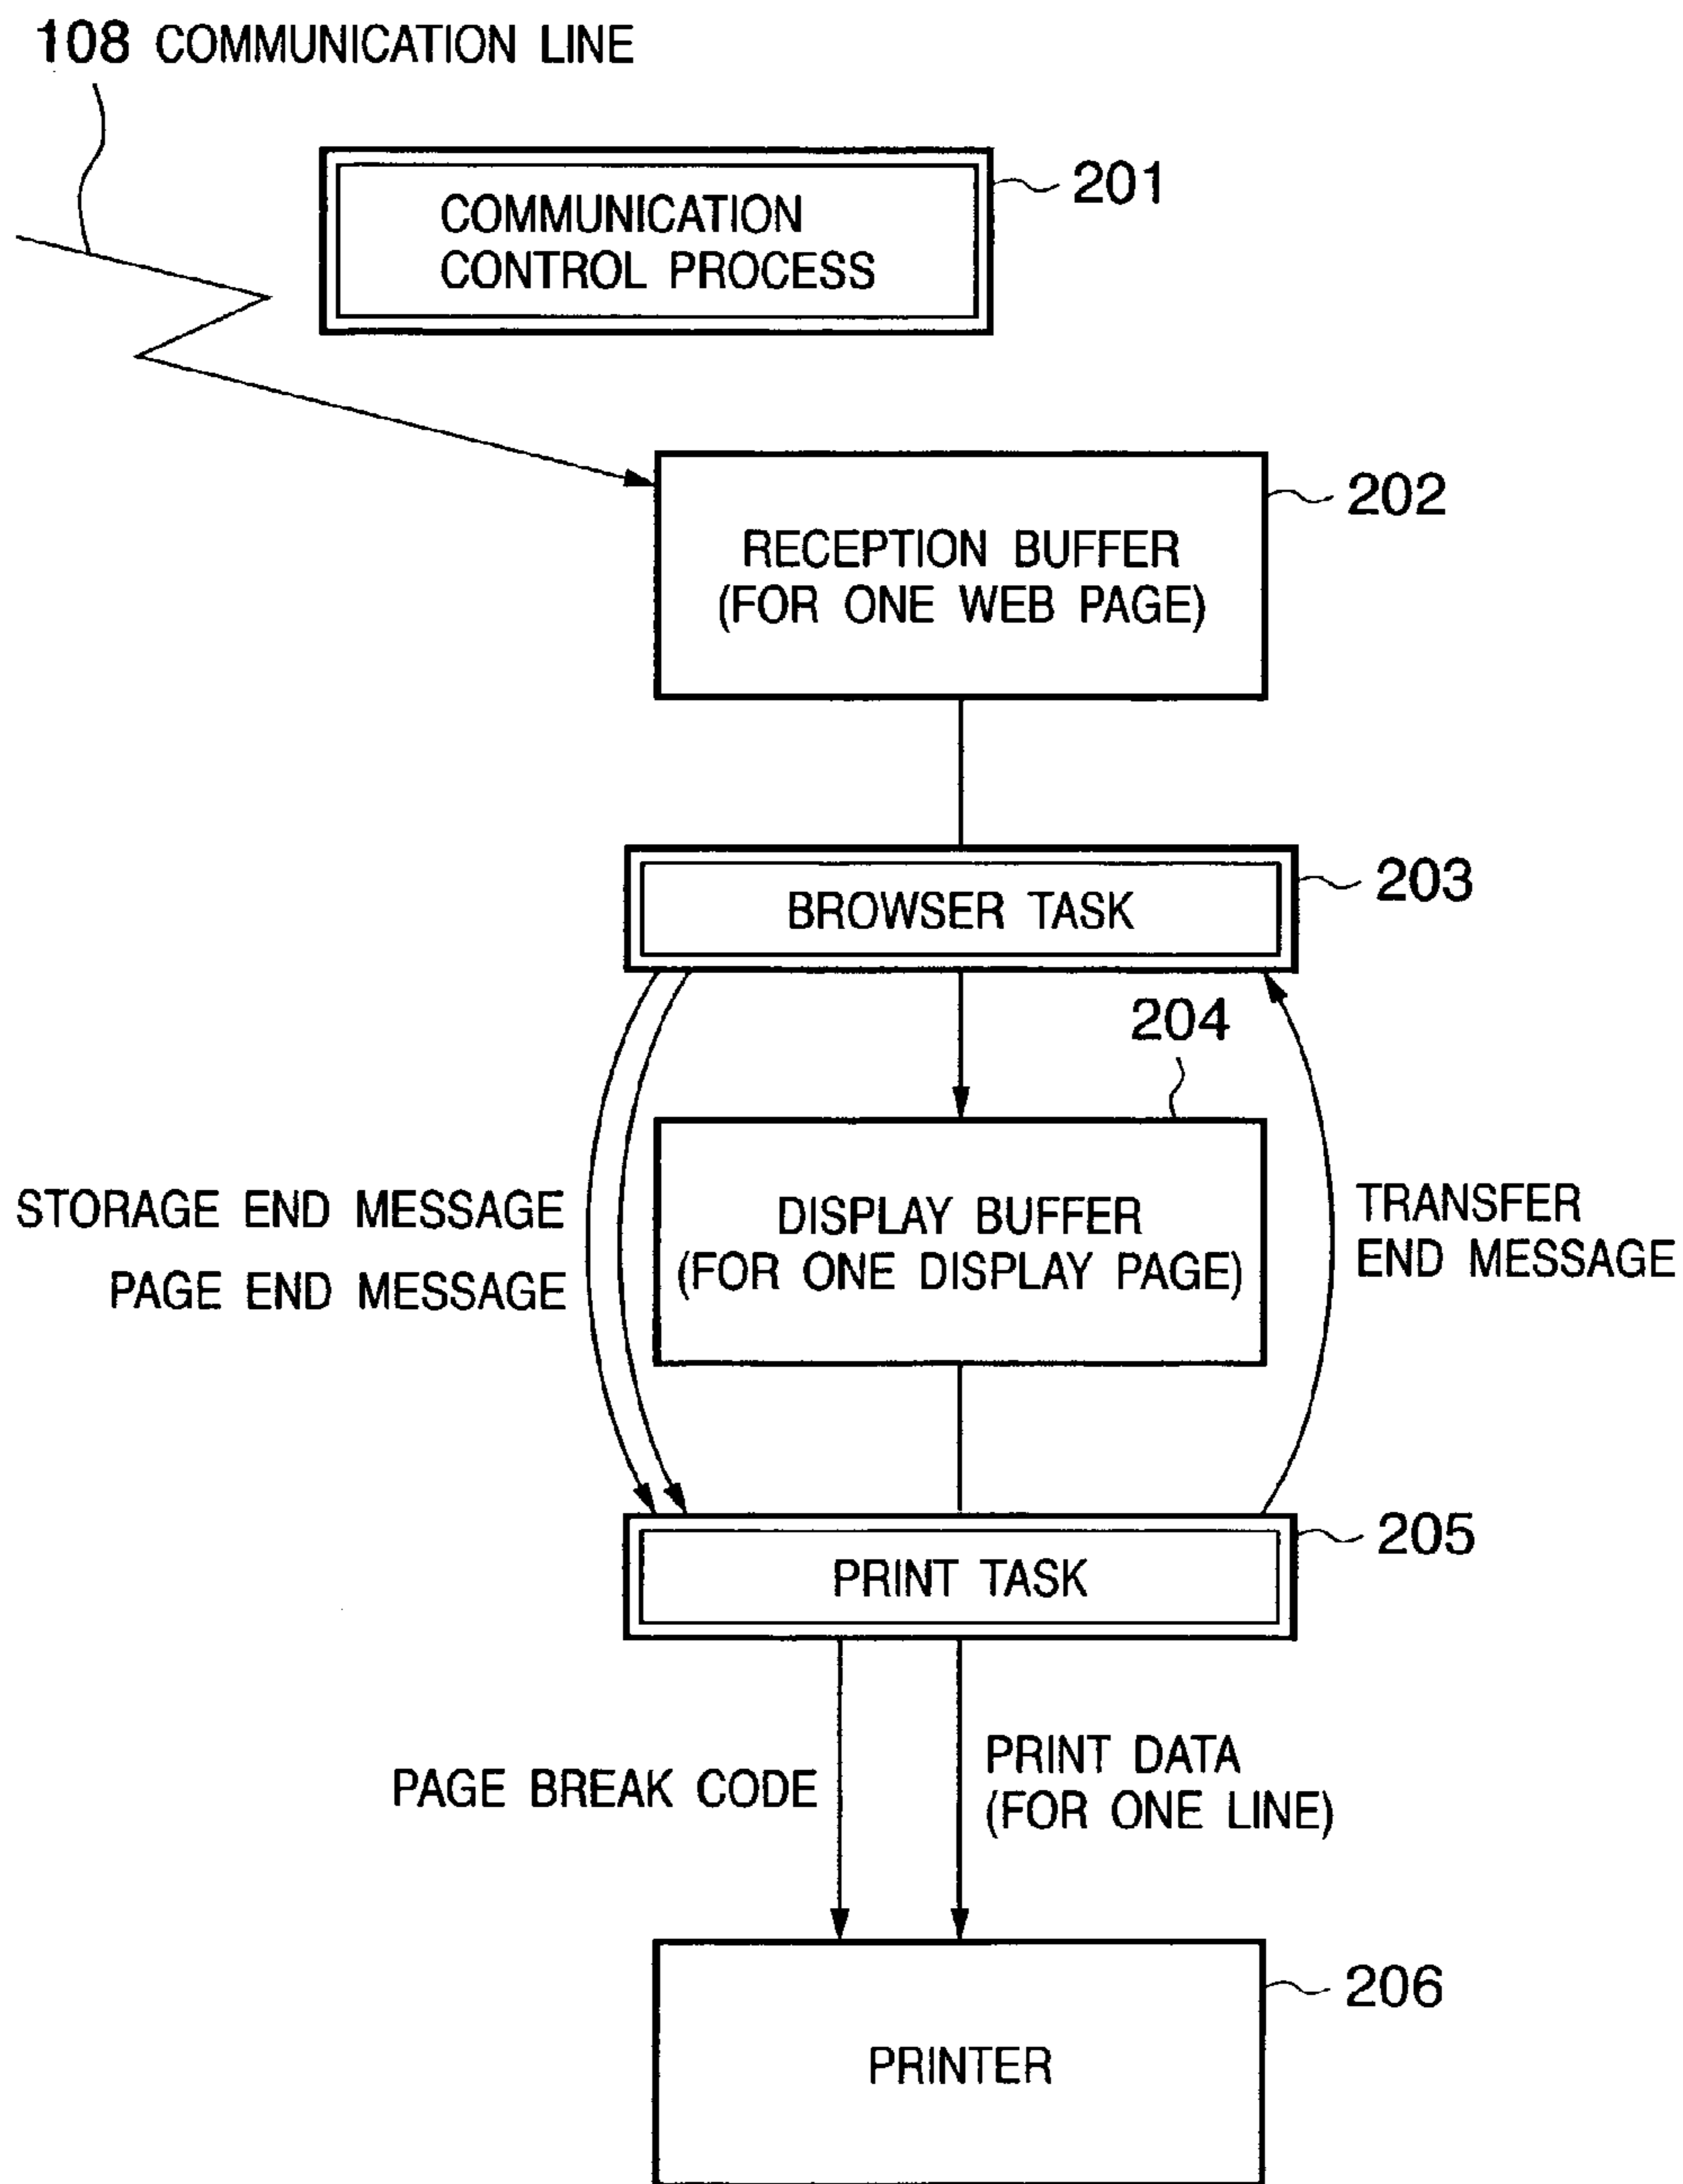 108 COMMUNICATION LINE
COMMUNICATION
CONTROL PROCESS
201
202
RECEPTION BUFFER
(FOR ONE WEB PAGE)
203
BROWSER TASK
204
STORAGE END MESSAGE
PAGE END MESSAGE
DISPLAY BUFFER
(FOR ONE DISPLAY PAGE)
TRANSFER
END MESSAGE
205
PRINT TASK
PAGE BREAK CODE
PRINT DATA
(FOR ONE LINE)
206
PRINTER